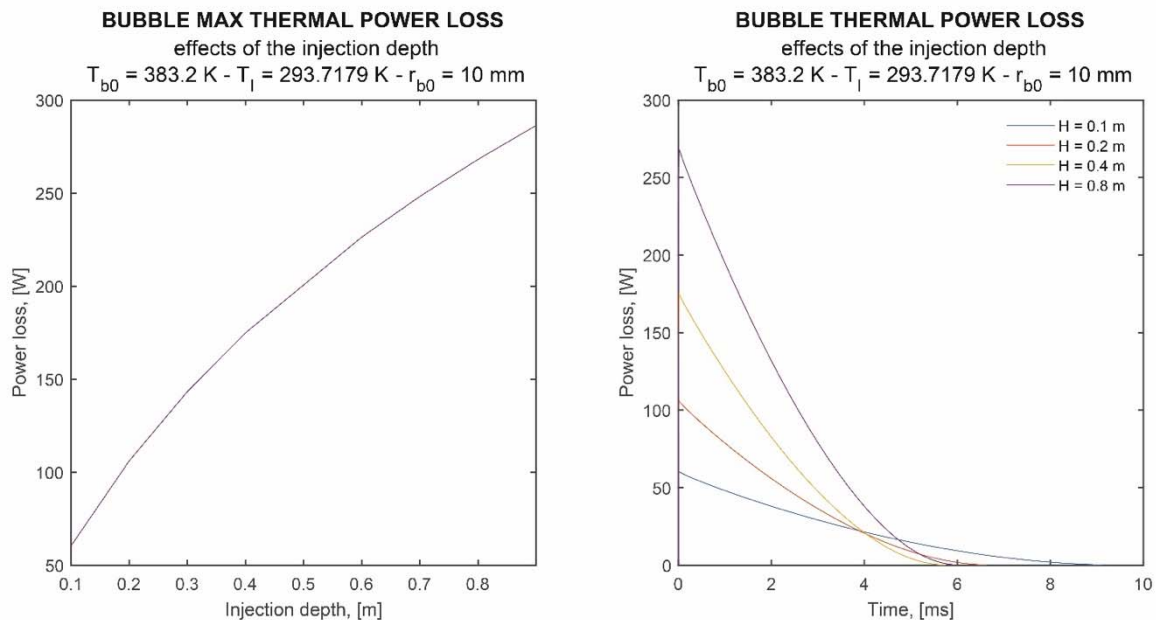 BUBBLE MAX THERMAL POWER LOSS
effects of the injection depth
T_b0 = 383.2 K - T_l = 293.7179 K - r_b0 = 10 mm
300
250
200
150
100
50
Power loss, [W]
0.1 0.2 0.3 0.4 0.5 0.6 0.7 0.8
Injection depth, [m]
BUBBLE THERMAL POWER LOSS
effects of the injection depth
T_b0 = 383.2 K - T_l = 293.7179 K - r_b0 = 10 mm
H = 0.1 m
H = 0.2 m
H = 0.4 m
H = 0.8 m
300
250
200
150
100
50
0
Power loss, [W]
0 2 4 6 8 10
Time, [ms]